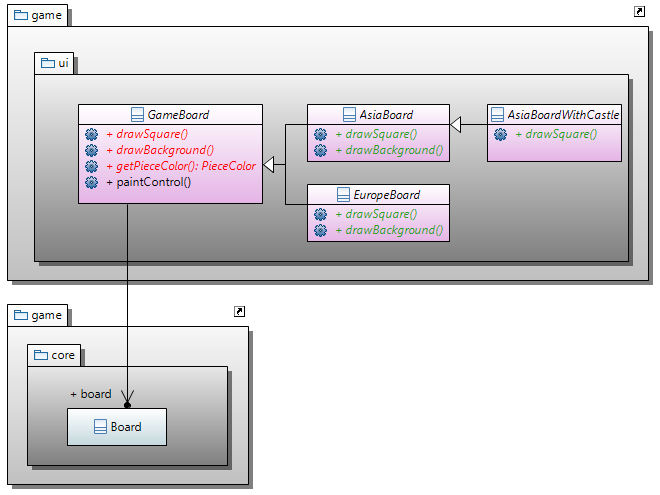 game
ui
GameBoard
+ drawSquare()
+ drawBackground()
+ getPieceColor(): PieceColor
+ paintControl()
AsiaBoard
+ drawSquare()
+ drawBackground()
AsiaBoardWithCastle
+ drawSquare()
EuropeBoard
+ drawSquare()
+ drawBackground()
game
core
+ board
Board